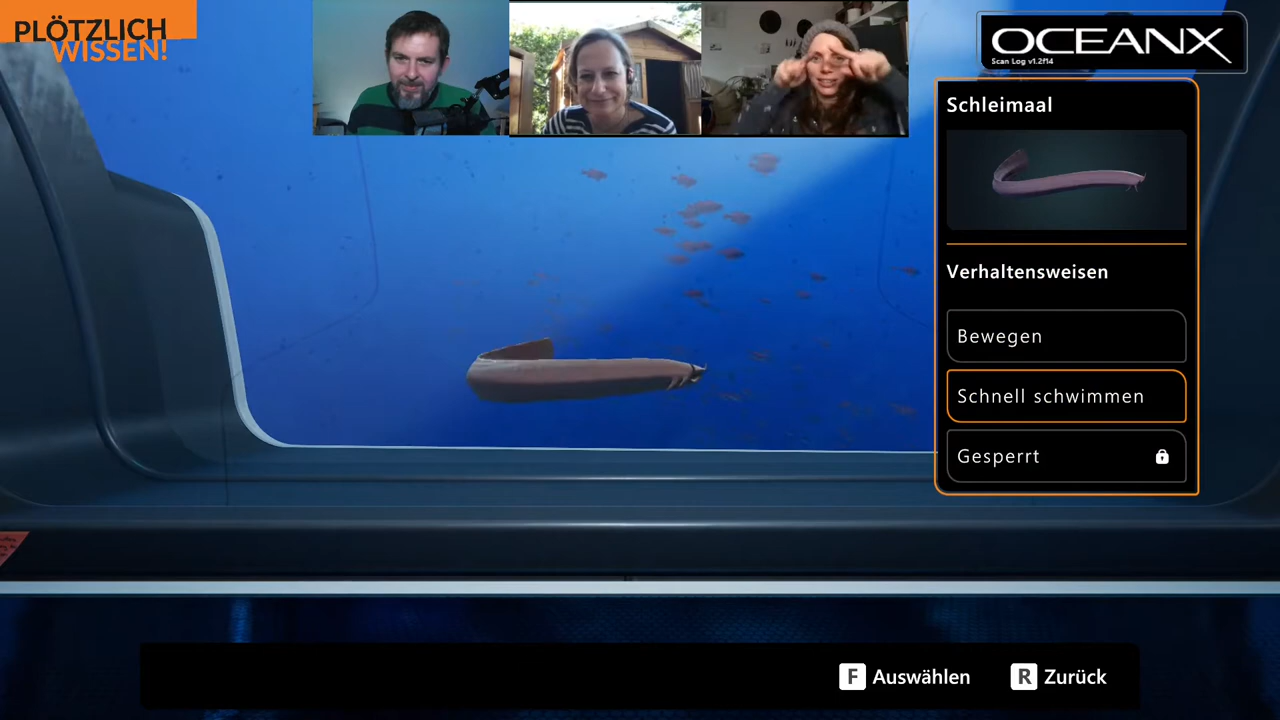 PLÖTZLICH
WISSEN!
OCEANX
Scan Log v1.2f14
Schleimaal
Verhaltensweisen
Bewegen
Schnell schwimmen
Gesperrt
F Auswählen
R Zurück